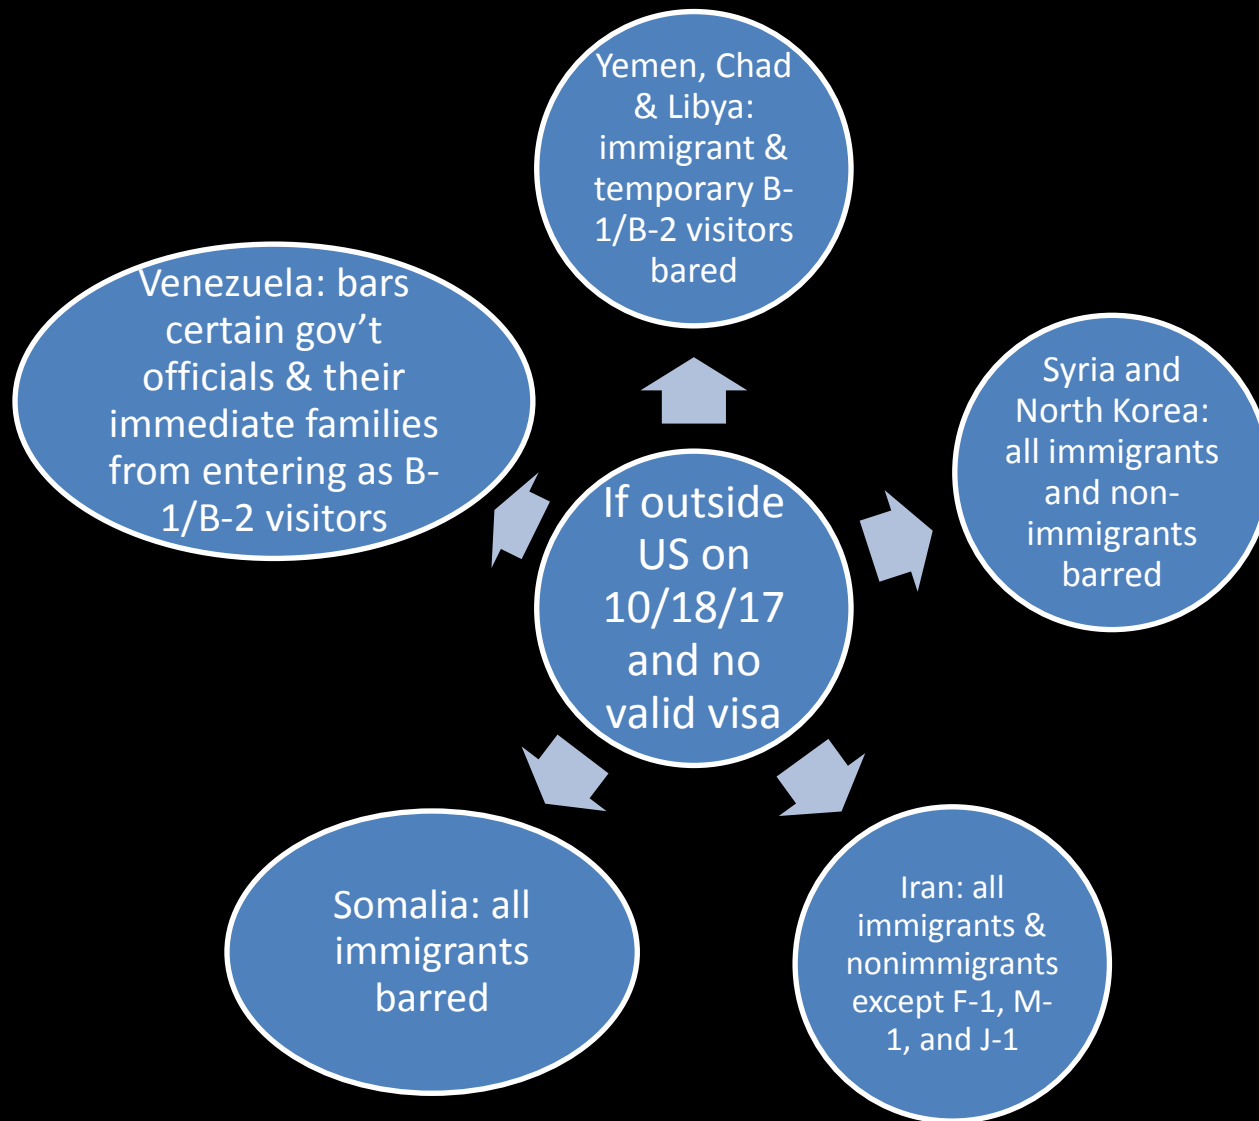 Yemen, Chad
& Libya:
immigrant &
temporary B-
1/B-2 visitors
bared
Venezuela: bars
certain gov’t
officials & their
immediate families
from entering as B-
1/B-2 visitors
Syria and
North Korea:
all immigrants
and non-
immigrants
barred
If outside
US on
10/18/17
and no
valid visa
Somalia: all
immigrants
barred
Iran: all
immigrants &
nonimmigrants
except F-1, M-
1, and J-1